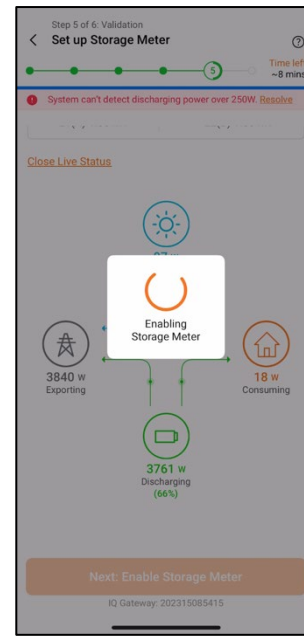 Step 5 of 6: Validation
Set up Storage Meter
5
Time left
~8 mins
System can't detect discharging power over 250W. Resolve
Close Live Status
Enabling
Storage Meter
3840 W
Exporting
18 W
Consuming
3761 W
Discharging
(66%)
Next: Enable Storage Meter
IQ Gateway: 202315085415